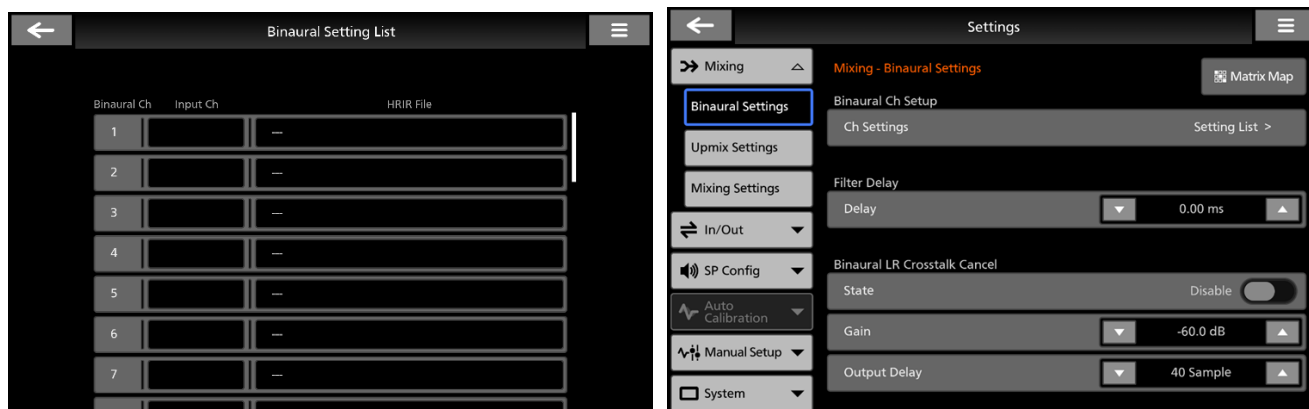 Binaural Setting List
Binaural Ch Input Ch HRIR File
1 ---
2 ---
3 ---
4 ---
5 ---
6 ---
7 ---
Settings
Mixing
Binaural Settings
Upmix Settings
Mixing Settings
In/Out
SP Config
Auto
Calibration
Manual Setup
System
Mixing - Binaural Settings
Matrix Map
Binaural Ch Setup
Ch Settings Setting List >
Filter Delay
Delay 0.00 ms
Binaural LR Crosstalk Cancel
State Disable
Gain -60.0 dB
Output Delay 40 Sample